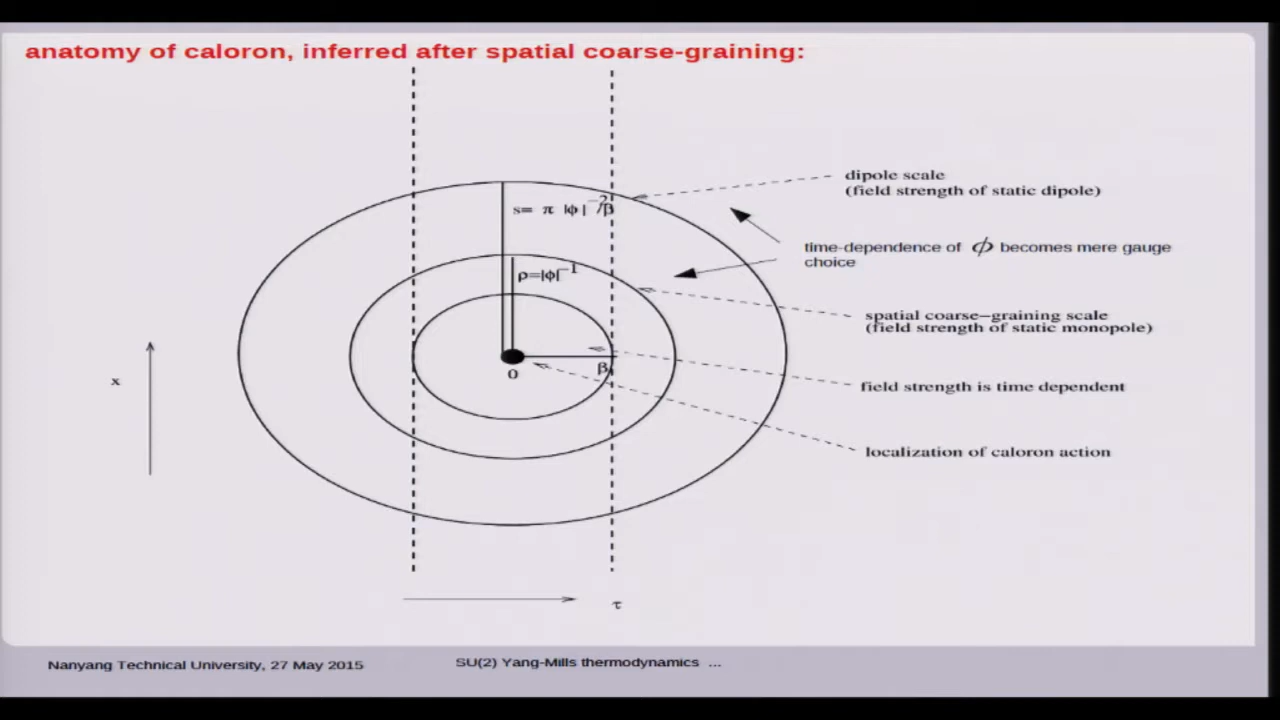 anatomy of caloron, inferred after spatial coarse-graining:
dipole scale
(field strength of static dipole)
s= π |ϕ|⁻²/β
time-dependence of ϕ becomes mere gauge
choice
ρ=|ϕ|⁻¹
spatial coarse-graining scale
(field strength of static monopole)
β
0
x
field strength is time dependent
localization of caloron action
τ
Nanyang Technical University, 27 May 2015
SU(2) Yang-Mills thermodynamics ...